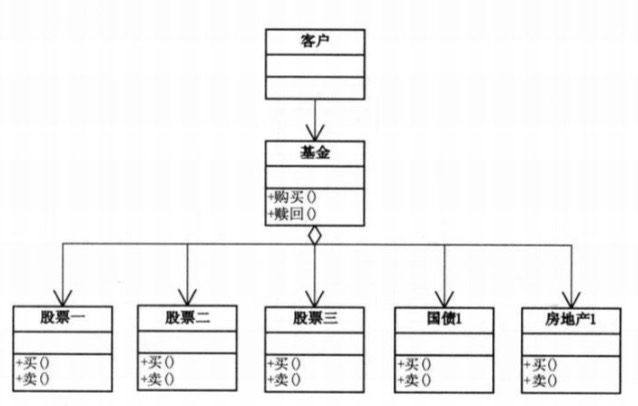 客户
基金
+购买()
+赎回()
股票一
+买()
+卖()
股票二
+买()
+卖()
股票三
+买()
+卖()
国债1
+买()
+卖()
房地产1
+买()
+卖()